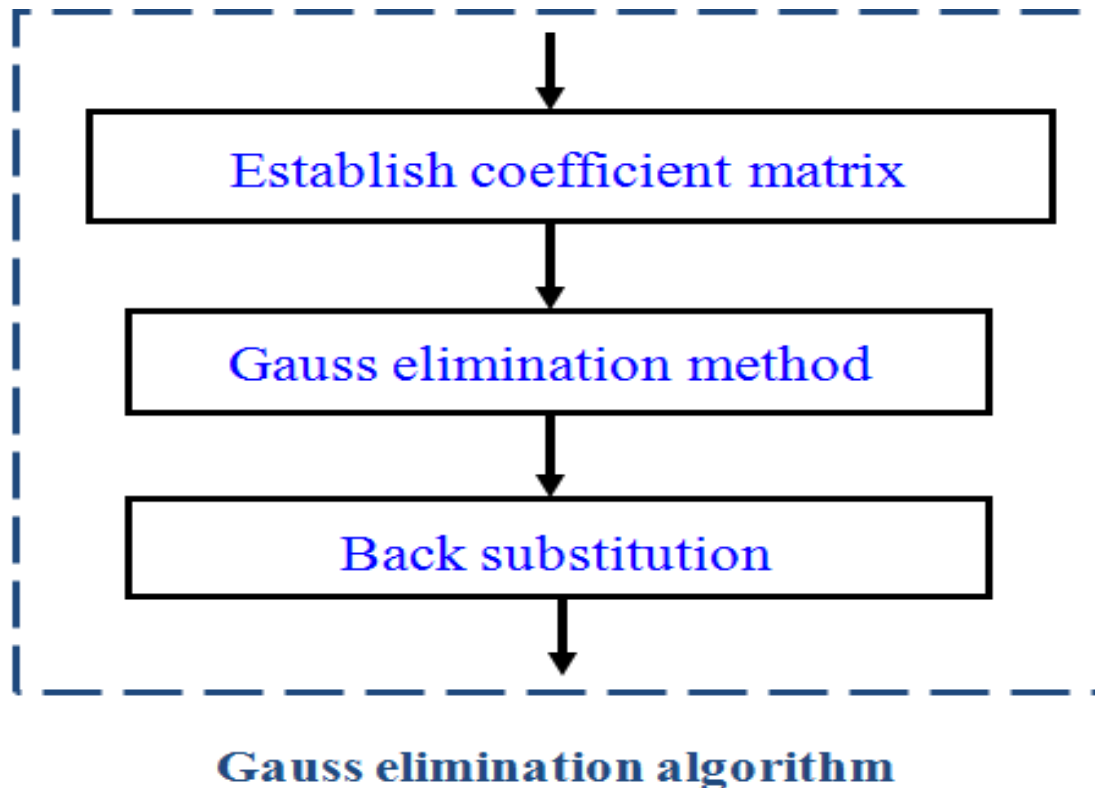 Establish coefficient matrix
Gauss elimination method
Back substitution
Gauss elimination algorithm